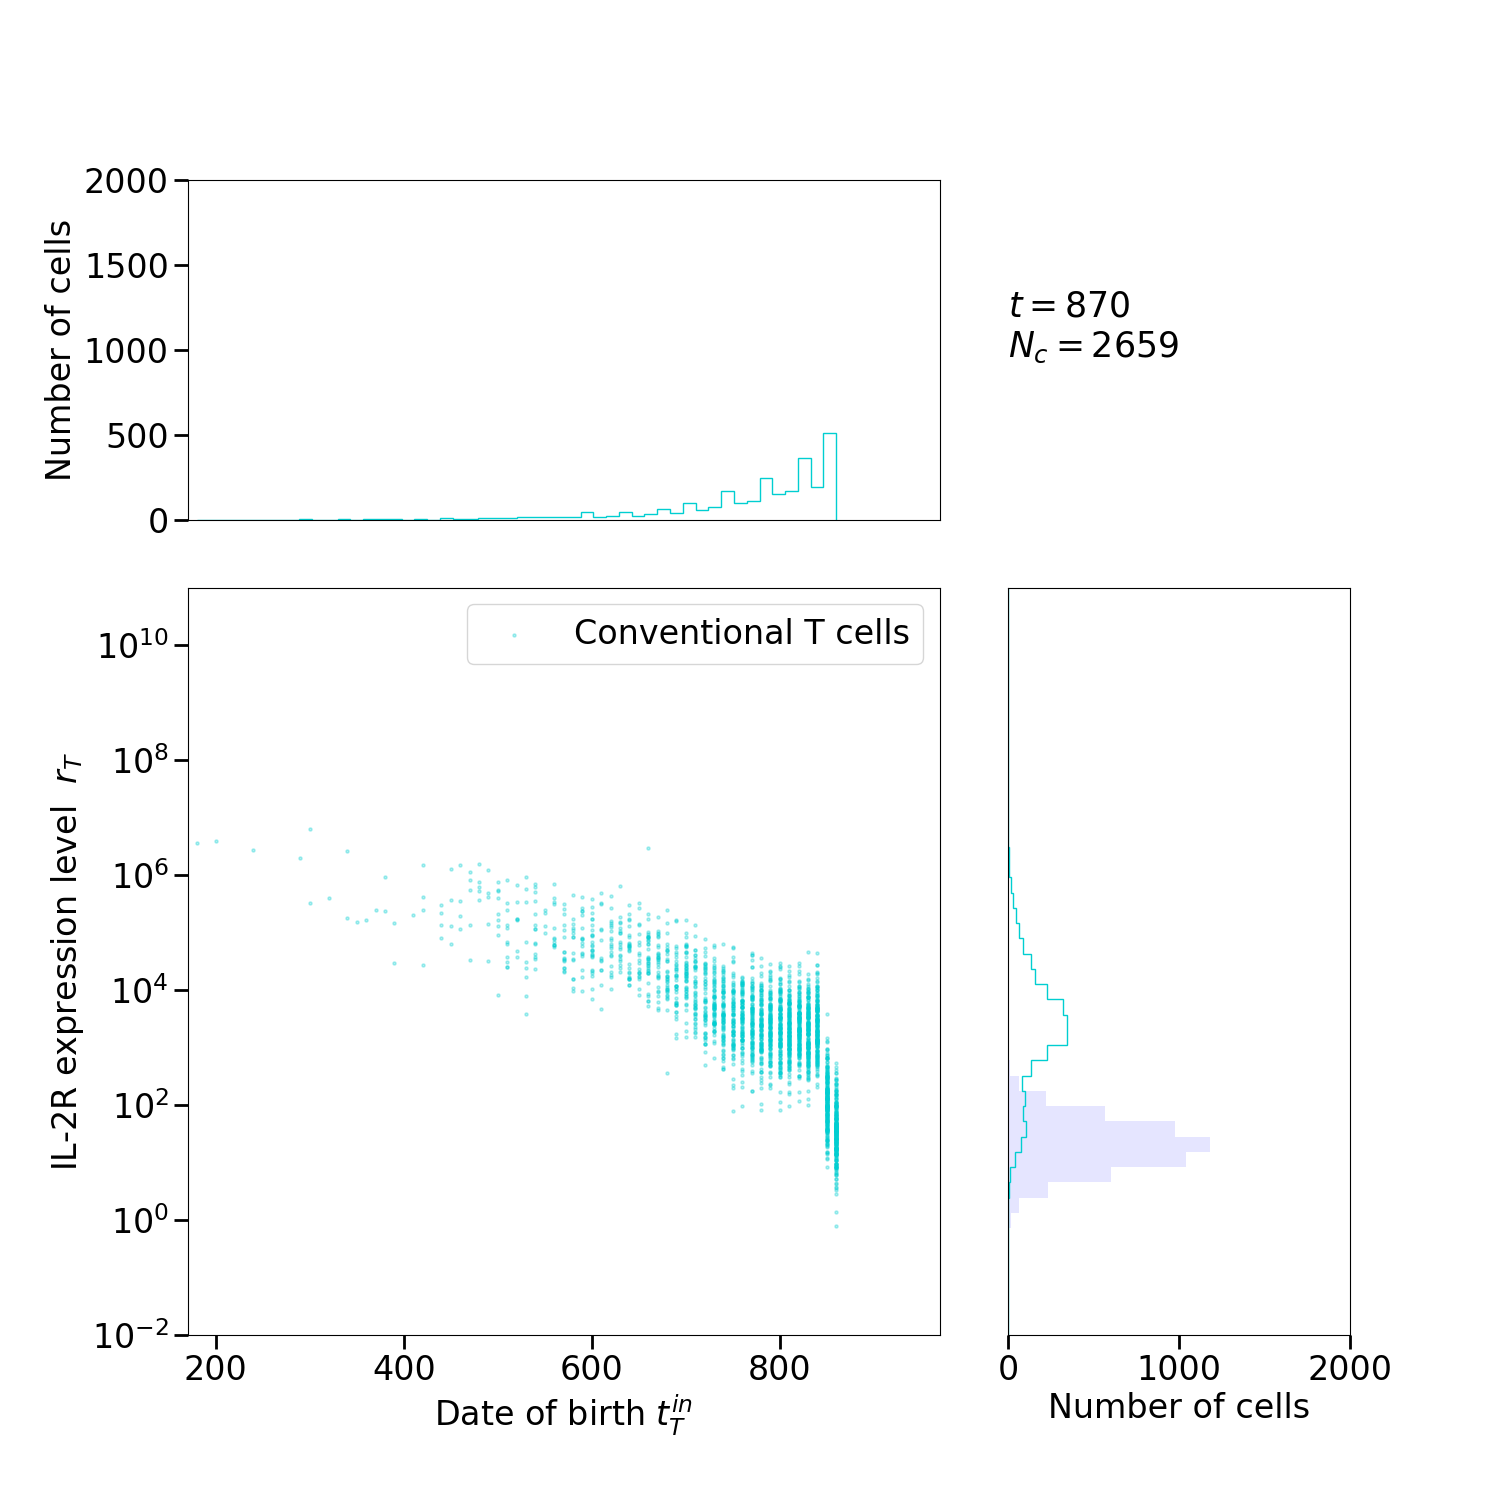 2000
1500
1000
500
0
Number of cells
t = 870
N_c = 2659
Conventional T cells
10^10
10^8
10^6
10^4
10^2
10^0
10^−2
IL-2R expression level r_T
200 400 600 800
Date of birth t_T^in
0 1000 2000
Number of cells